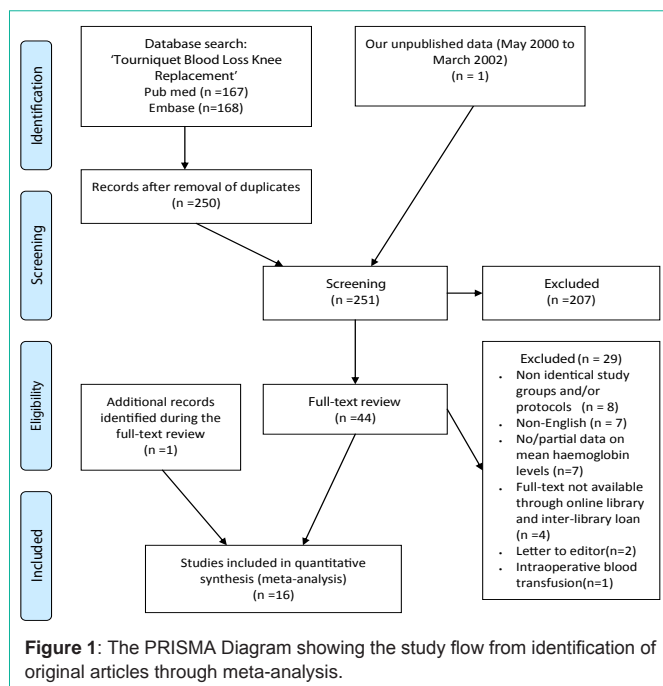 Identification
Database search:
‘Tourniquet Blood Loss Knee
Replacement’
Pub med (n =167)
Embase (n=168)
Our unpublished data (May 2000 to
March 2002)
(n = 1)
Records after removal of duplicates
(n =250)
Screening
Screening
(n =251)
Excluded
(n =207)
Eligibility
Additional records
identified during the
full-text review
(n =1)
Full-text review
(n =44)
Excluded (n = 29)
• Non identical study
groups and/or
protocols (n = 8)
• Non-English (n = 7)
• No/partial data on
mean haemoglobin
levels (n=7)
• Full-text not available
through online library
and inter-library loan
(n =4)
• Letter to editor(n=2)
• Intraoperative blood
transfusion(n=1)
Included
Studies included in quantitative
synthesis (meta-analysis)
(n =16)
Figure 1: The PRISMA Diagram showing the study flow from identification of
original articles through meta-analysis.